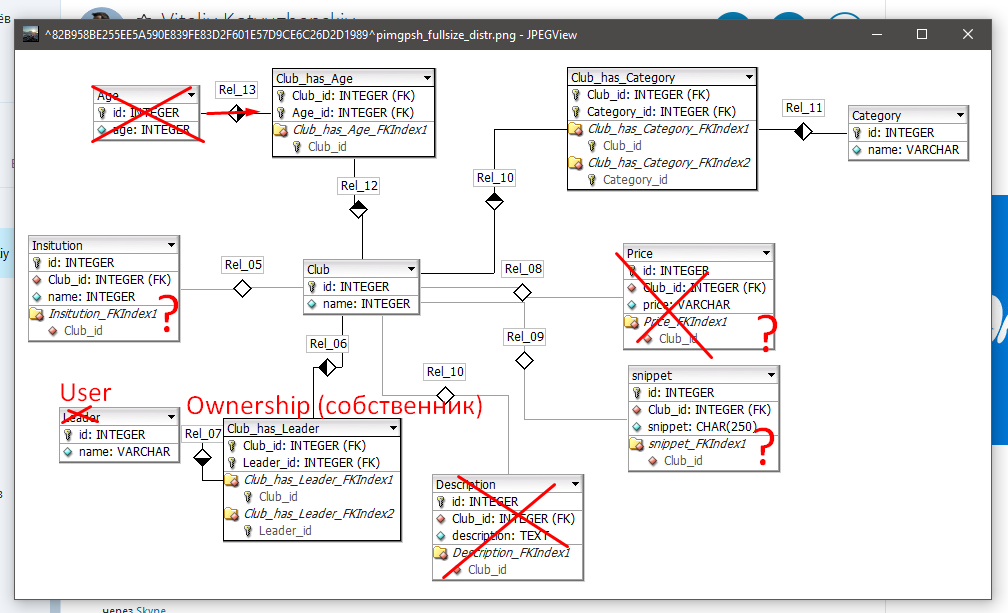 Vitaliy Katyuzhanskiy
^82B958BE255EE5A590E839FE83D2F601E57D9CE6C26D2D1989^pimgpsh_fullsize_distr.png - JPEGView
Age
id: INTEGER
age: INTEGER
Rel_13
Club_has_Age
Club_id: INTEGER (FK)
Age_id: INTEGER (FK)
Club_has_Age_FKIndex1
Club_id
Club_has_Category
Club_id: INTEGER (FK)
Category_id: INTEGER (FK)
Club_has_Category_FKIndex1
Club_id
Club_has_Category_FKIndex2
Category_id
Rel_11
Category
id: INTEGER
name: VARCHAR
Rel_12
Rel_10
Insitution
id: INTEGER
Club_id: INTEGER (FK)
name: INTEGER
Insitution_FKIndex1
Club_id
?
Rel_05
Club
id: INTEGER
name: INTEGER
Rel_08
Price
id: INTEGER
Club_id: INTEGER (FK)
price: VARCHAR
Price_FKIndex1
Club_id
?
Rel_06
Rel_09
Rel_10
snippet
id: INTEGER
Club_id: INTEGER (FK)
snippet: CHAR(250)
snippet_FKIndex1
Club_id
?
User
Leader
id: INTEGER
name: VARCHAR
Rel_07
Ownership (собственник)
Club_has_Leader
Club_id: INTEGER (FK)
Leader_id: INTEGER (FK)
Club_has_Leader_FKIndex1
Club_id
Club_has_Leader_FKIndex2
Leader_id
Description
id: INTEGER
Club_id: INTEGER (FK)
description: TEXT
Description_FKIndex1
Club_id
через Skype